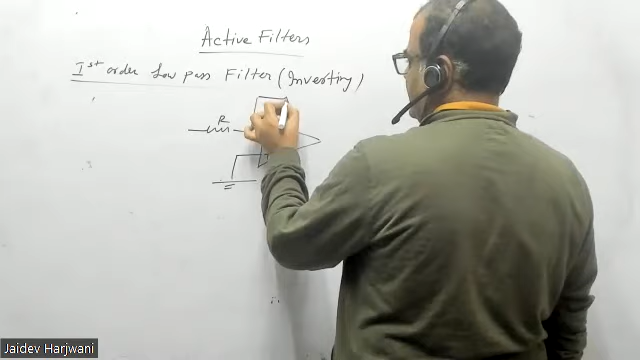 Active Filters
Ist order Low pass Filter (Inverting)
R
Jaidev Harjwani